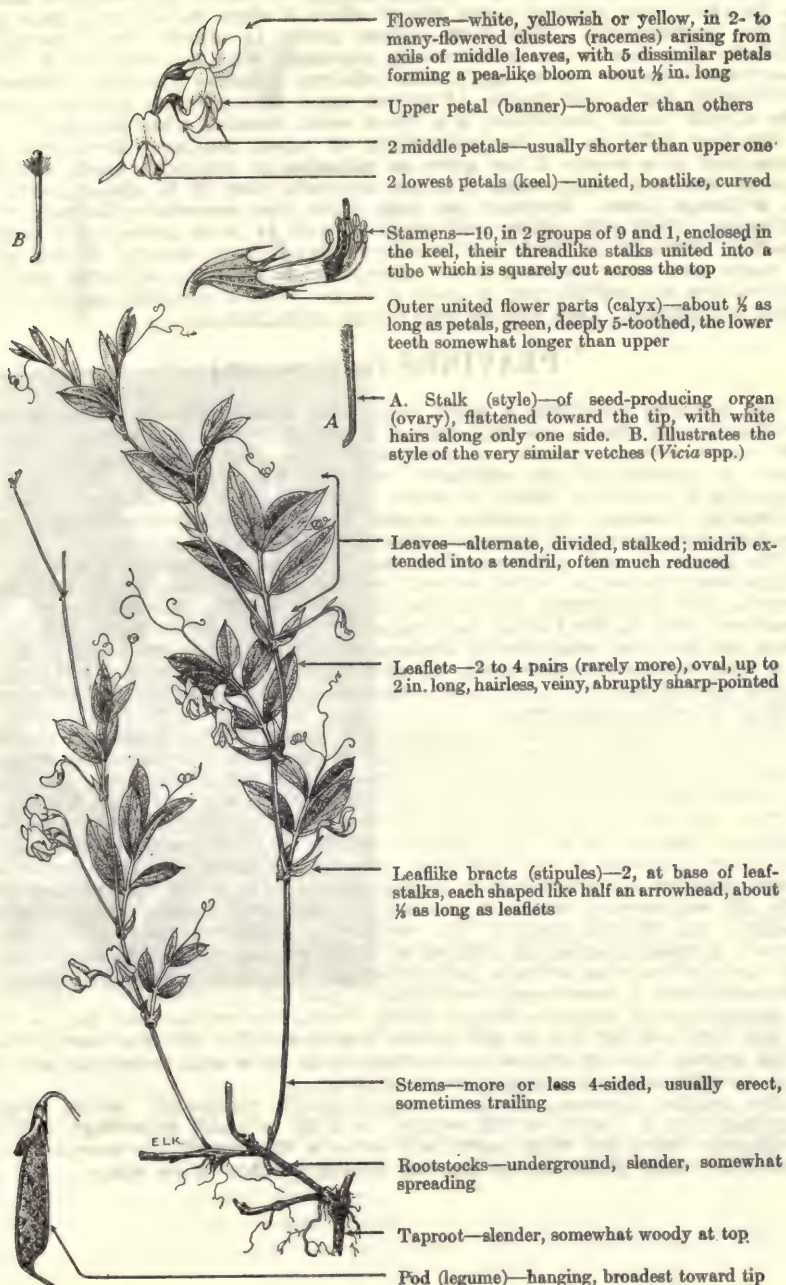 Flowers—white, yellowish or yellow, in 2- to
many-flowered clusters (racemes) arising from
axils of middle leaves, with 5 dissimilar petals
forming a pea-like bloom about ½ in. long
Upper petal (banner)—broader than others
2 middle petals—usually shorter than upper one
2 lowest petals (keel)—united, boatlike, curved
B
Stamens—10, in 2 groups of 9 and 1, enclosed in
the keel, their threadlike stalks united into a
tube which is squarely cut across the top
Outer united flower parts (calyx)—about ½ as
long as petals, green, deeply 5-toothed, the lower
teeth somewhat longer than upper
A
A. Stalk (style)—of seed-producing organ
(ovary), flattened toward the tip, with white
hairs along only one side. B. Illustrates the
style of the very similar vetches (Vicia spp.)
Leaves—alternate, divided, stalked; midrib ex-
tended into a tendril, often much reduced
Leaflets—2 to 4 pairs (rarely more), oval, up to
2 in. long, hairless, veiny, abruptly sharp-pointed
Leaflike bracts (stipules)—2, at base of leaf-
stalks, each shaped like half an arrowhead, about
as long as leaflets
Stems—more or less 4-sided, usually erect,
sometimes trailing
E.L.K.
Rootstocks—underground, slender, somewhat
spreading
Taproot—slender, somewhat woody at top
Pod (legume)—hanging, broadest toward tip